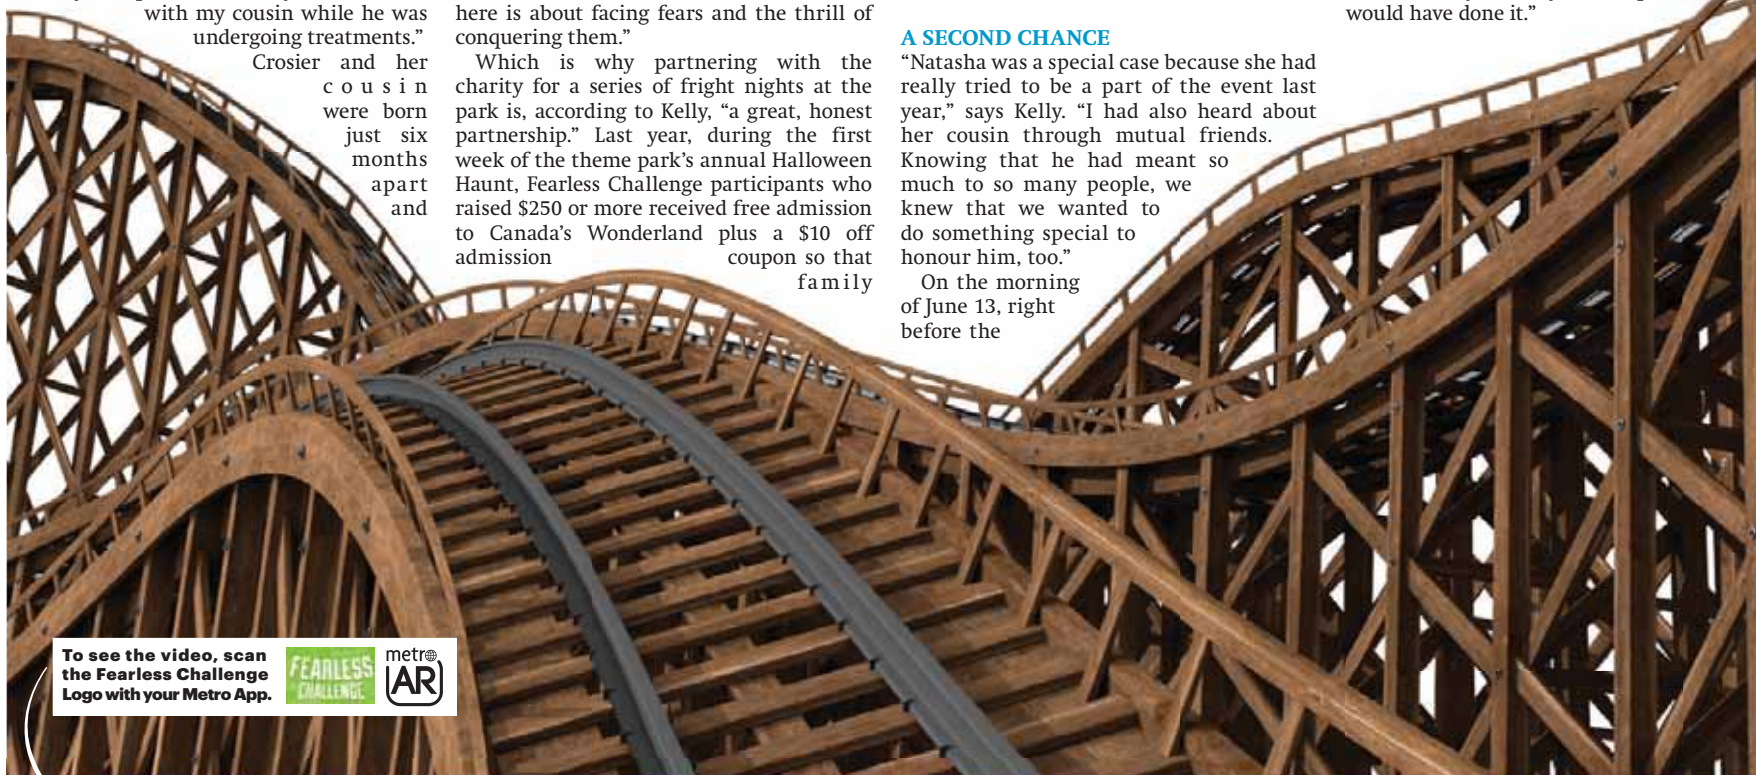 with my cousin while he was
undergoing treatments.”
Crosier and her
cousin
were born
just six
months
apart
and
here is about facing fears and the thrill of
conquering them.”
Which is why partnering with the
charity for a series of fright nights at the
park is, according to Kelly, “a great, honest
partnership.” Last year, during the first
week of the theme park’s annual Halloween
Haunt, Fearless Challenge participants who
raised $250 or more received free admission
to Canada’s Wonderland plus a $10 off
admission coupon so that
family
A SECOND CHANCE
“Natasha was a special case because she had
really tried to be a part of the event last
year,” says Kelly. “I had also heard about
her cousin through mutual friends.
Knowing that he had meant so
much to so many people, we
knew that we wanted to
do something special to
honour him, too.”
On the morning
of June 13, right
before the
would have done it.”
To see the video, scan
the Fearless Challenge
Logo with your Metro App.
FEARLESS
CHALLENGE
metro
AR